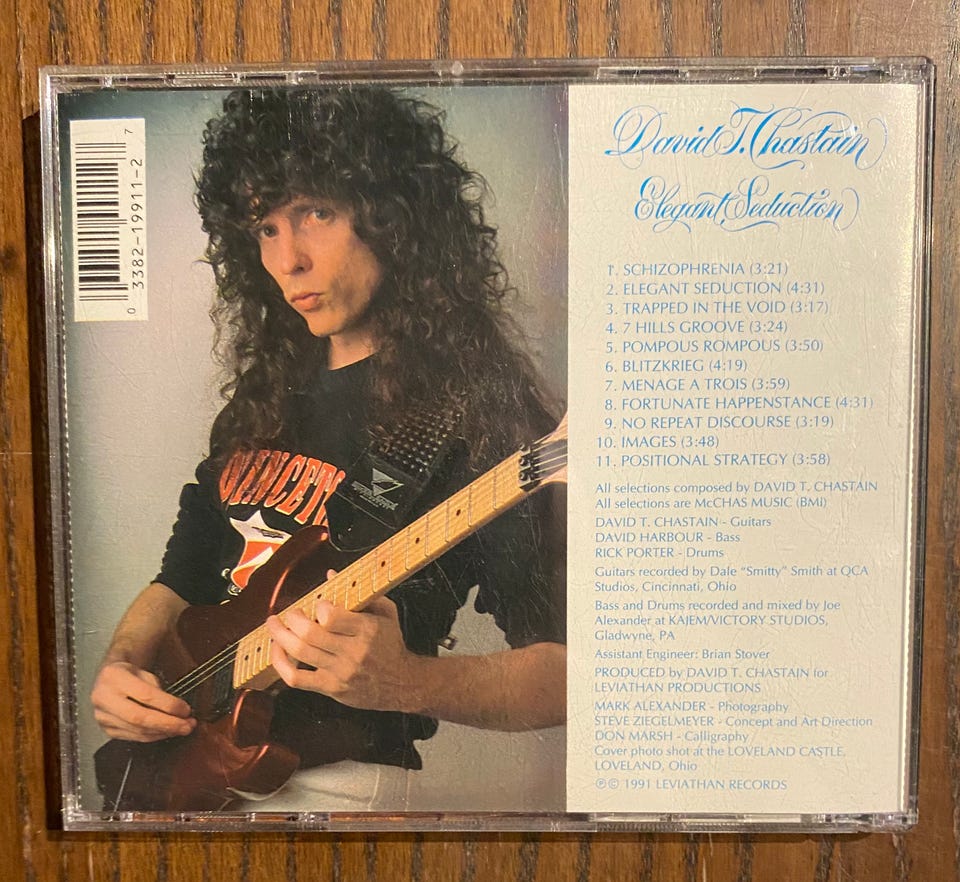 0 3382-19911-2 7
David T. Chastain
Elegant Seduction
1. SCHIZOPHRENIA (3:21)
2. ELEGANT SEDUCTION (4:31)
3. TRAPPED IN THE VOID (3:17)
4. 7 HILLS GROOVE (3:24)
5. POMPOUS ROMPOUS (3:50)
6. BLITZKRIEG (4:19)
7. MENAGE A TROIS (3:59)
8. FORTUNATE HAPPENSTANCE (4:31)
9. NO REPEAT DISCOURSE (3:19)
10. IMAGES (3:48)
11. POSITIONAL STRATEGY (3:58)
All selections composed by DAVID T. CHASTAIN
All selections are McCHAS MUSIC (BMi)
DAVID T. CHASTAIN - Guitars
DAVID HARBOUR - Bass
RICK PORTER - Drums
Guitars recorded by Dale "Smitty" Smith at QCA
Studios, Cincinnati, Ohio
Bass and Drums recorded and mixed by Joe
Alexander at KAJEM/VICTORY STUDIOS,
Gladwyne, PA
Assistant Engineer: Brian Stover
PRODUCED by DAVID T. CHASTAIN for
LEVIATHAN PRODUCTIONS
MARK ALEXANDER - Photography
STEVE ZIEGELMEYER - Concept and Art Direction
DON MARSH - Calligraphy
Cover photo shot at the LOVELAND CASTLE,
LOVELAND, Ohio
℗© 1991 LEVIATHAN RECORDS